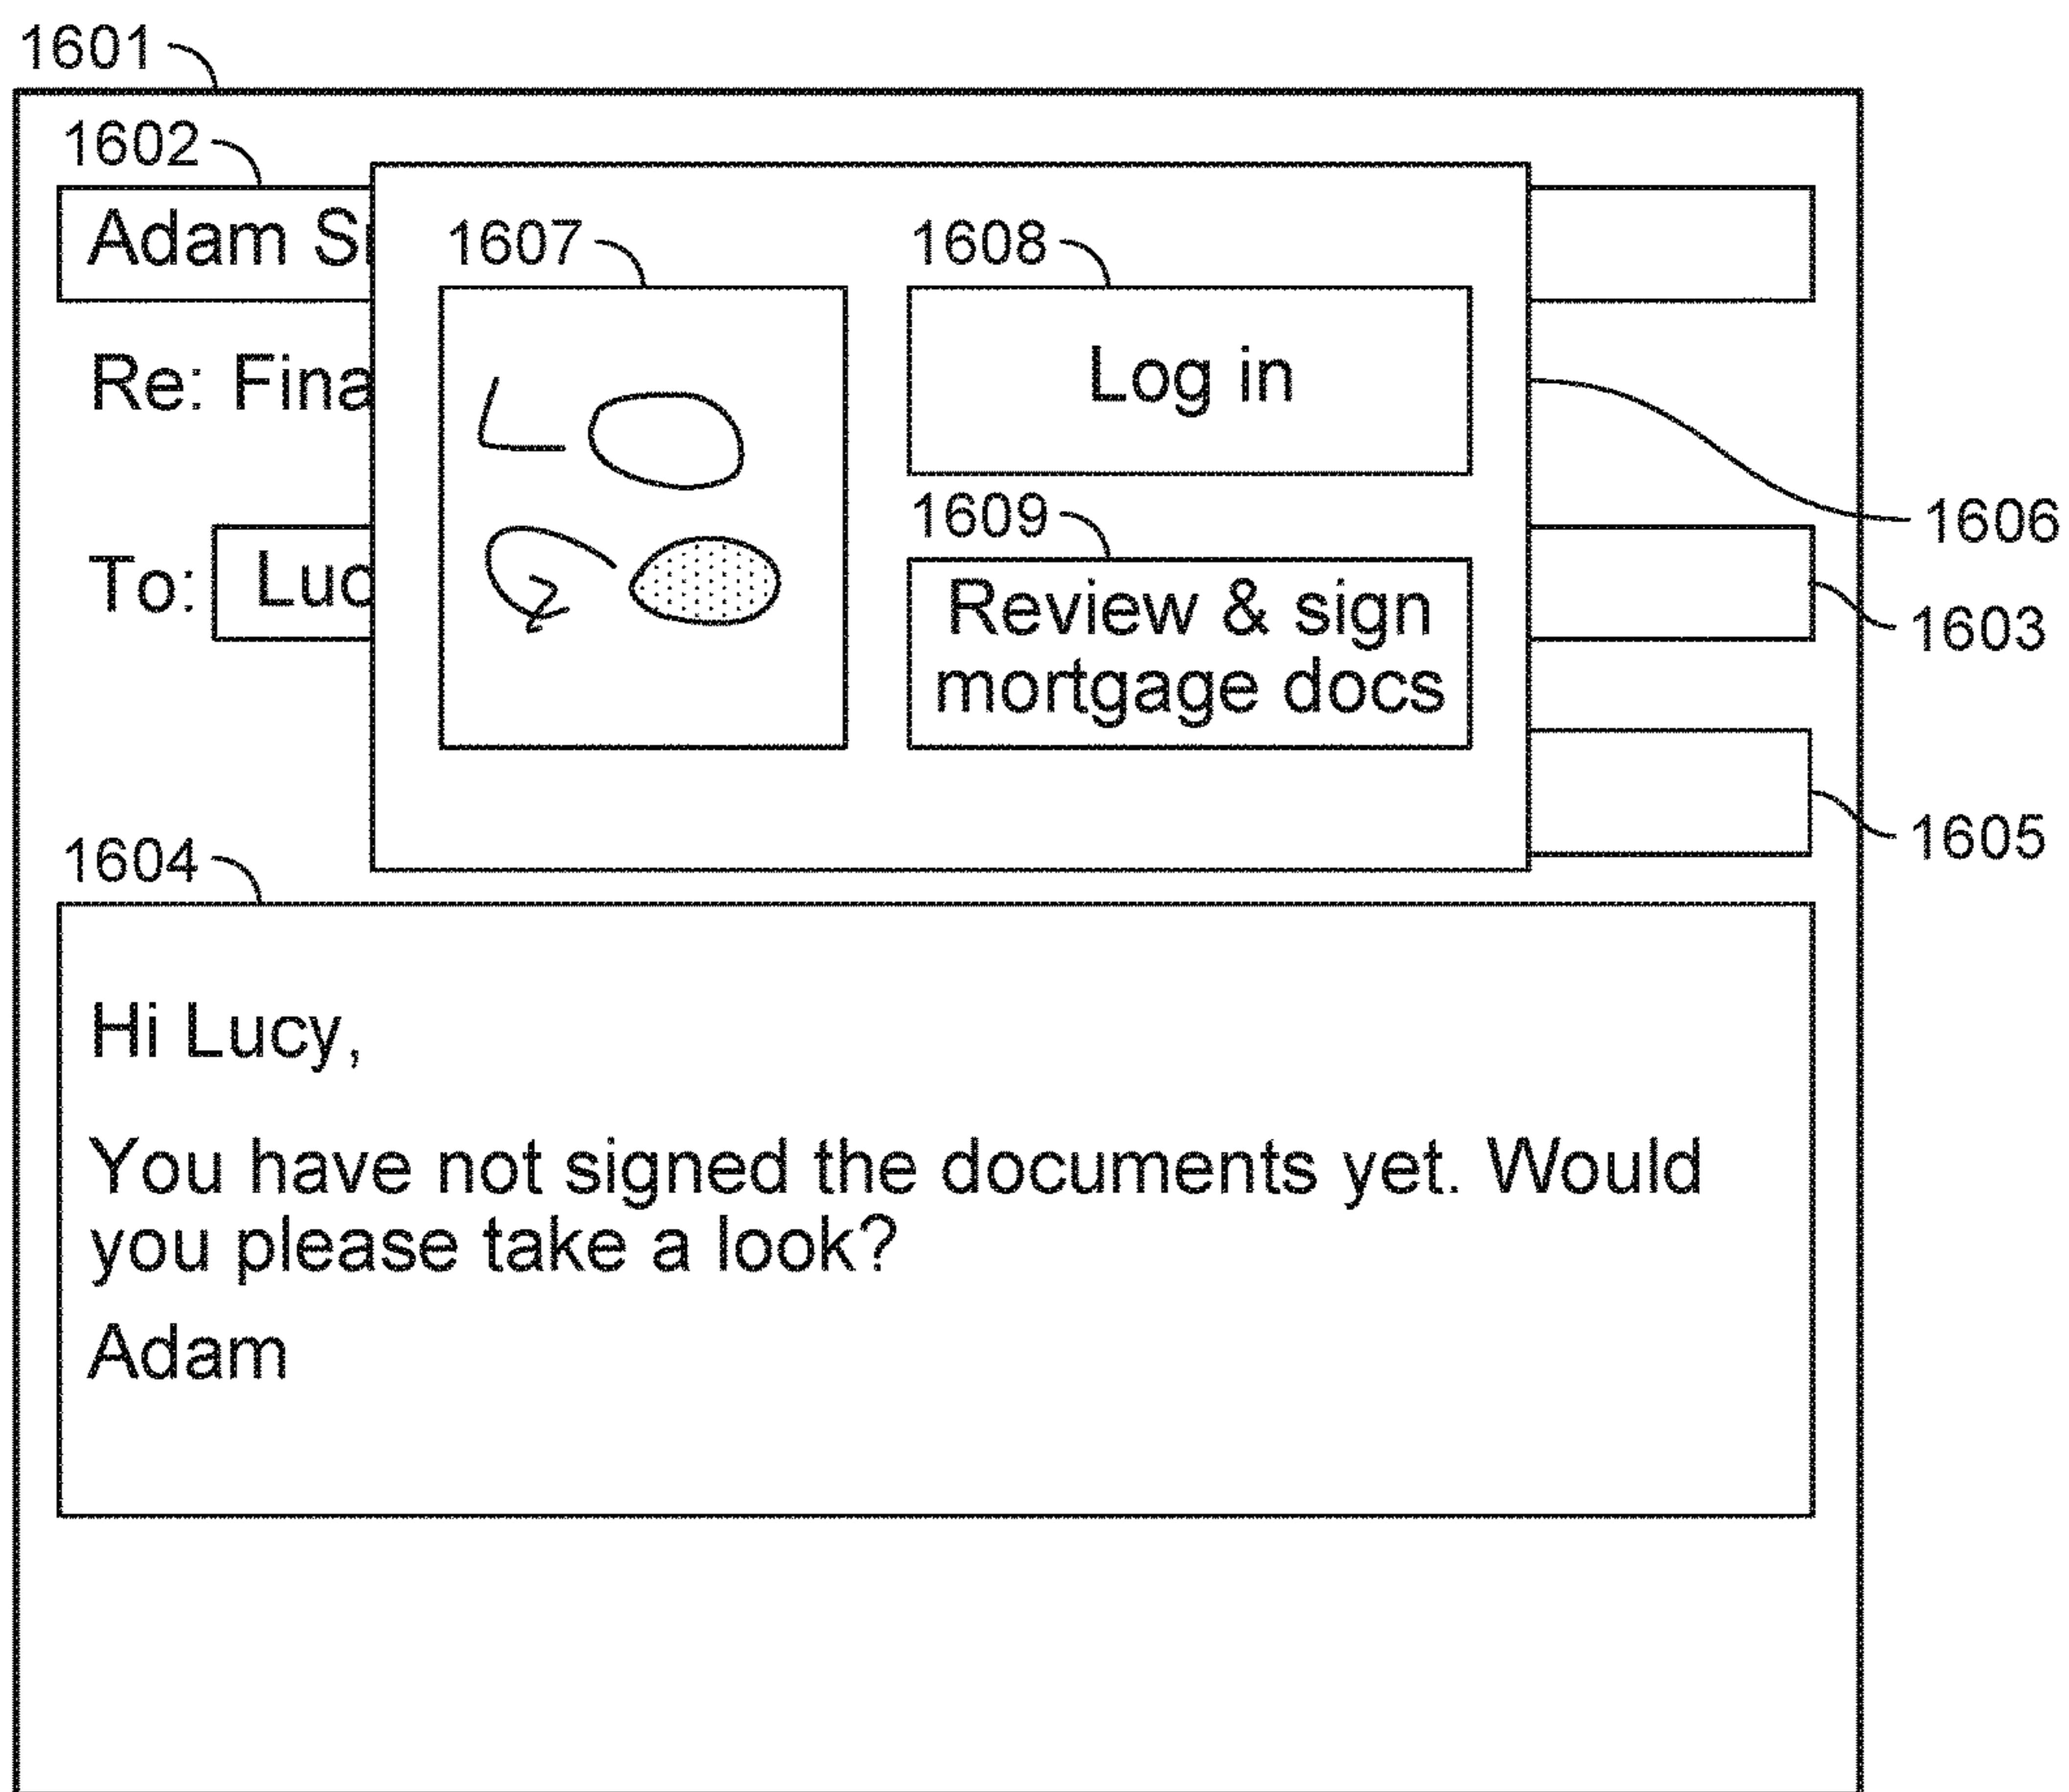 1601
1602
Adam S
1607
1608
Re: Fina
Log in
1606
1609
To: Luc
Review & sign
mortgage docs
1603
1605
1604
Hi Lucy,
You have not signed the documents yet. Would
you please take a look?
Adam